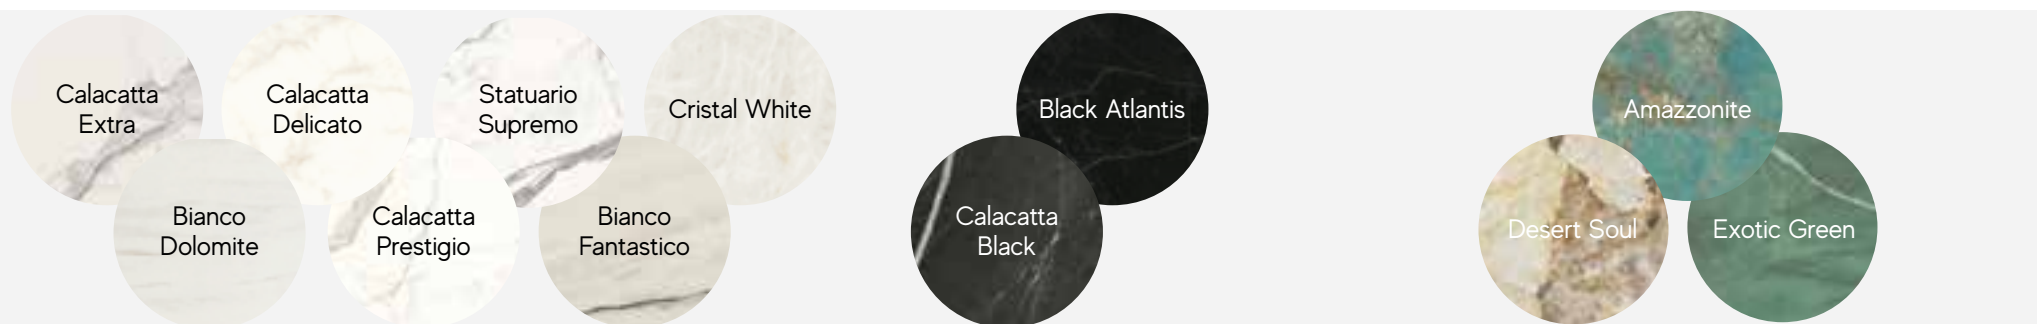 Calacatta
Extra
Calacatta
Delicato
Statuario
Supremo
Cristal White
Bianco
Dolomite
Calacatta
Prestigio
Bianco
Fantastico
Black Atlantis
Calacatta
Black
Amazzonite
Desert Soul
Exotic Green